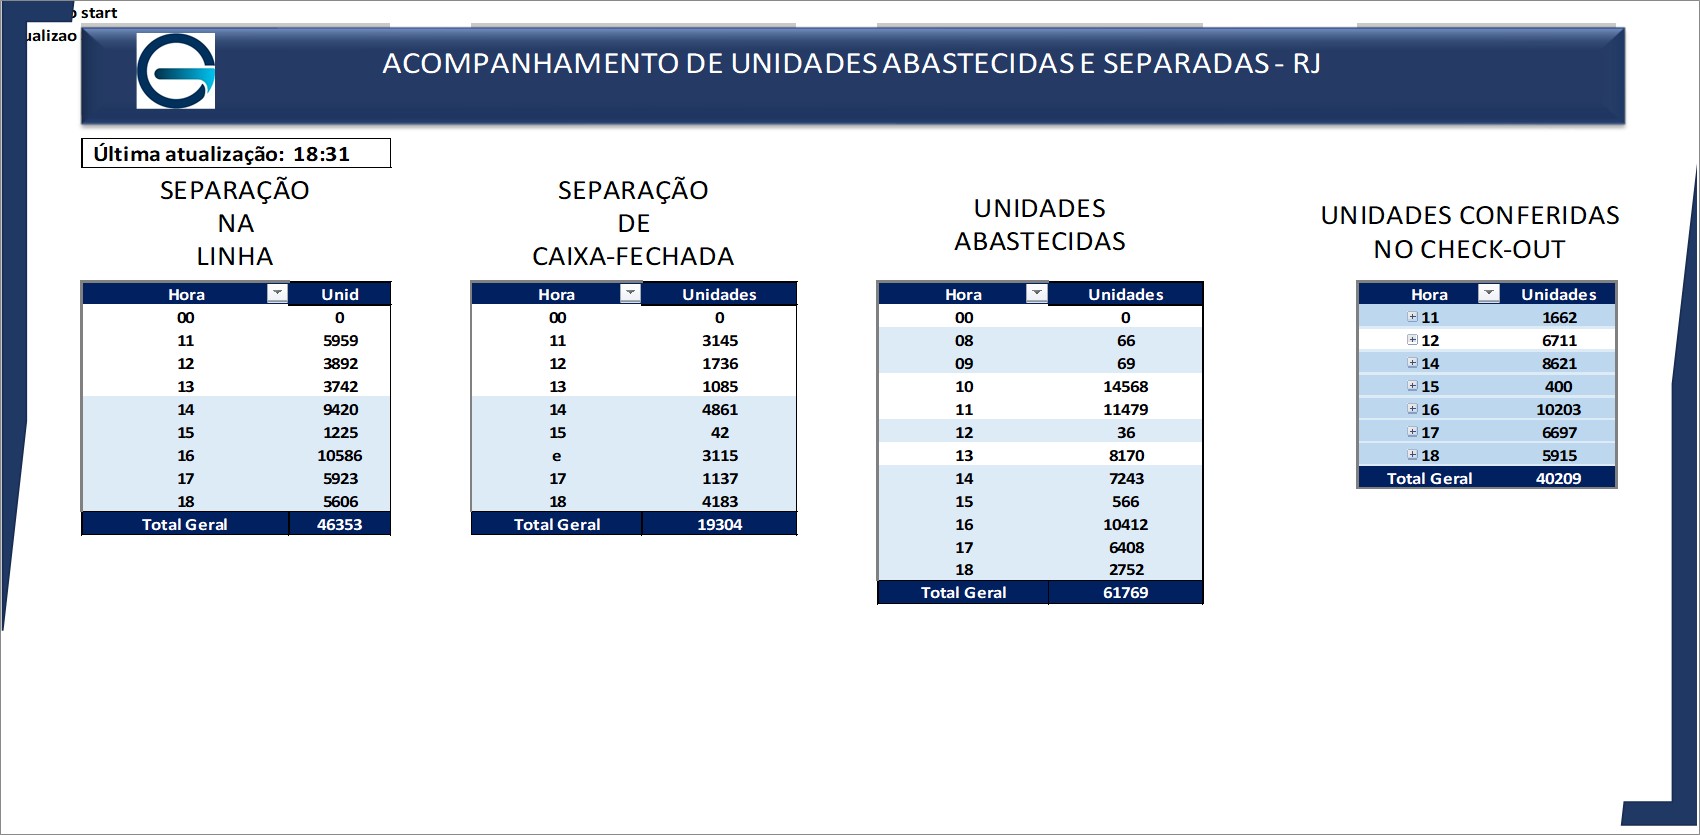 start
ualizao
ACOMPANHAMENTO DE UNIDADES ABASTECIDAS E SEPARADAS - RJ
Última atualização: 18:31
SEPARAÇÃO
NA
LINHA
Hora Unid
00 0
11 5959
12 3892
13 3742
14 9420
15 1225
16 10586
17 5923
18 5606
Total Geral 46353
SEPARAÇÃO
DE
CAIXA-FECHADA
Hora Unidades
00 0
11 3145
12 1736
13 1085
14 4861
15 42
e 3115
17 1137
18 4183
Total Geral 19304
UNIDADES
ABASTECIDAS
Hora Unidades
00 0
08 66
09 69
10 14568
11 11479
12 36
13 8170
14 7243
15 566
16 10412
17 6408
18 2752
Total Geral 61769
UNIDADES CONFERIDAS
NO CHECK-OUT
Hora Unidades
11 1662
12 6711
14 8621
15 400
16 10203
17 6697
18 5915
Total Geral 40209